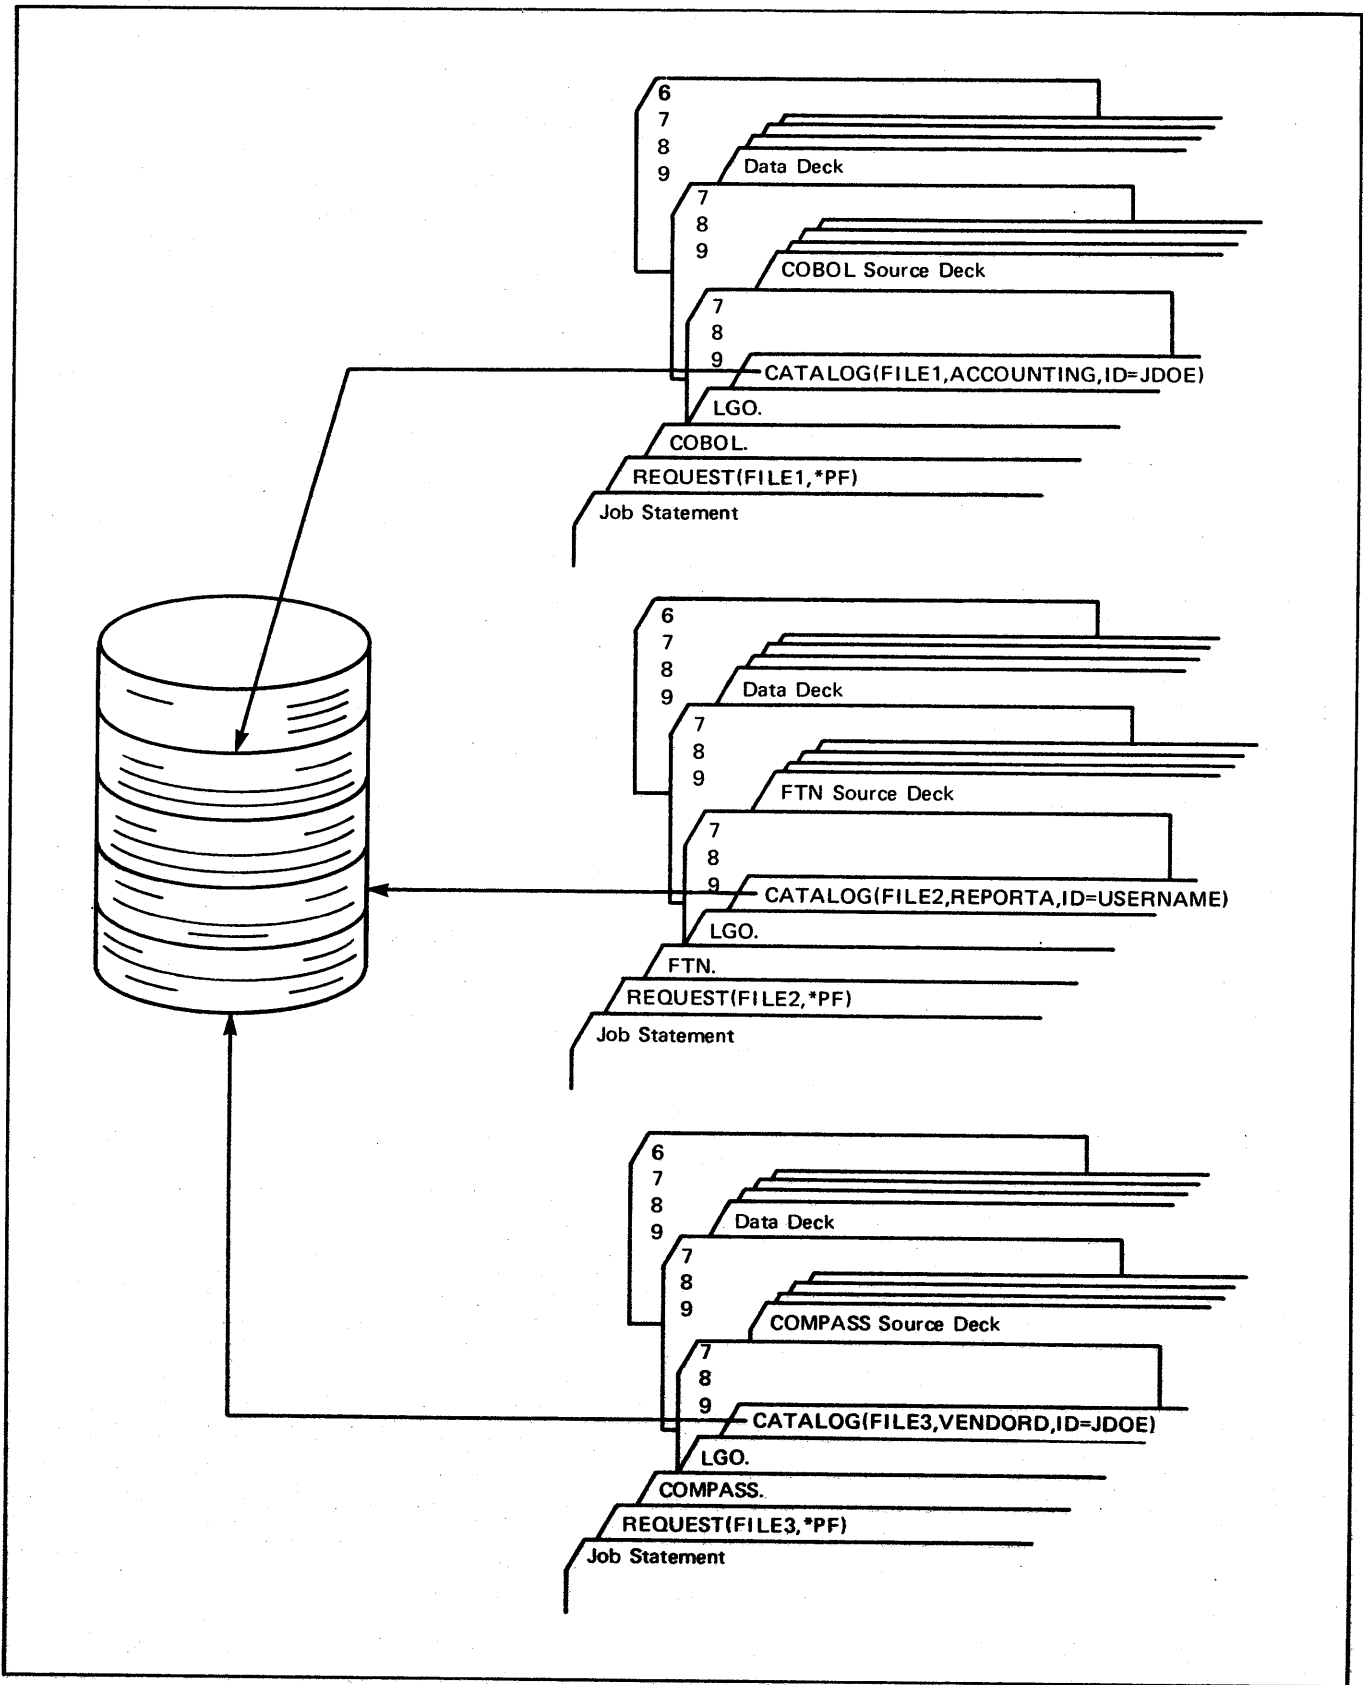 6
7
8
9
Data Deck
7
8
9
COBOL Source Deck
7
8
9
CATALOG(FILE1,ACCOUNTING,ID=JDOE)
LGO.
COBOL.
REQUEST(FILE1,*PF)
Job Statement
6
7
8
9
Data Deck
7
8
9
FTN Source Deck
7
8
9
CATALOG(FILE2,REPORTA,ID=USERNAME)
LGO.
FTN.
REQUEST(FILE2,*PF)
Job Statement
6
7
8
9
Data Deck
7
8
9
COMPASS Source Deck
7
8
9
CATALOG(FILE3,VENDORD,ID=JDOE)
LGO.
COMPASS.
REQUEST(FILE3,*PF)
Job Statement